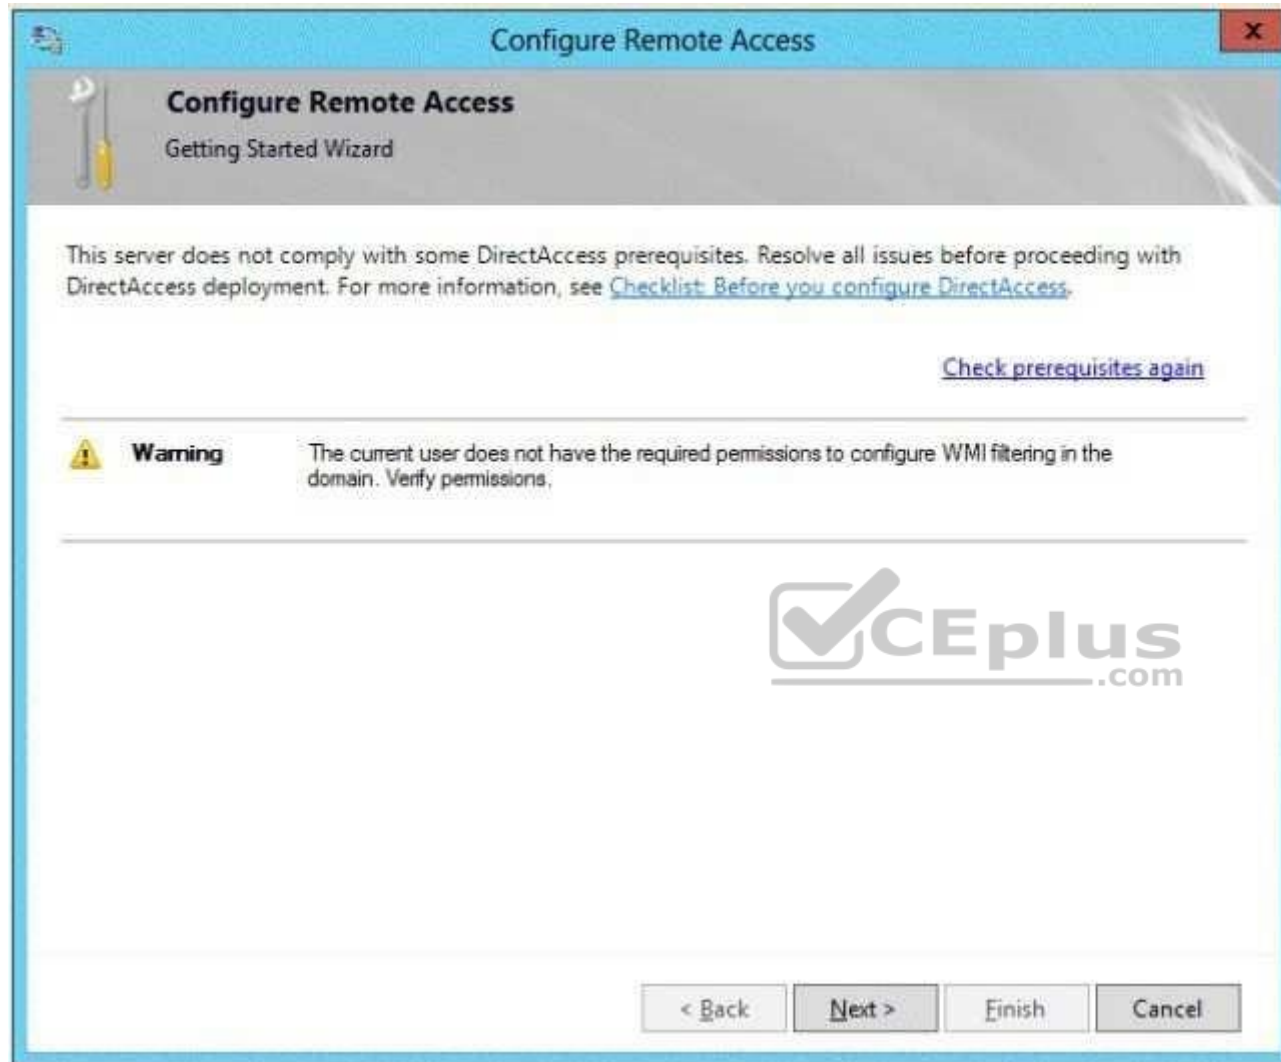 Configure Remote Access
x
Configure Remote Access
Getting Started Wizard
This server does not comply with some DirectAccess prerequisites. Resolve all issues before proceeding with
DirectAccess deployment. For more information, see Checklist: Before you configure DirectAccess.
Check prerequisites again
Warning The current user does not have the required permissions to configure WMI filtering in the
domain. Verify permissions.
CEplus
.com
< Back Next > Finish Cancel